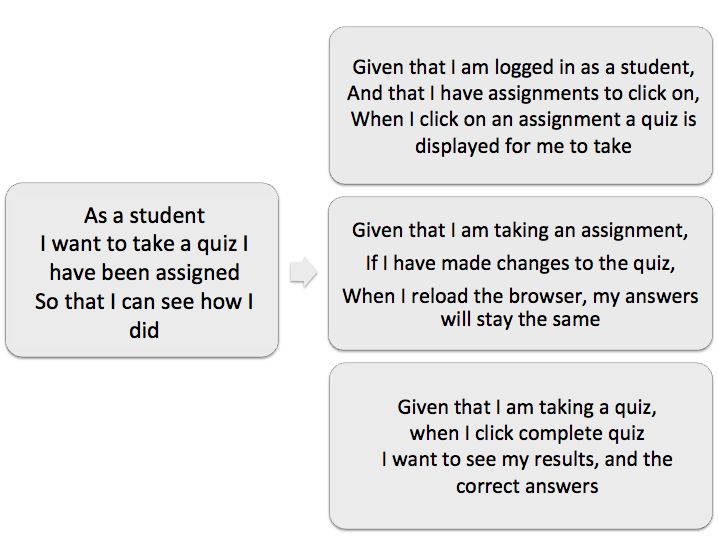 As a student
I want to take a quiz I
have been assigned
So that I can see how I
did
Given that I am logged in as a student,
And that I have assignments to click on,
When I click on an assignment a quiz is
displayed for me to take
Given that I am taking an assignment,
If I have made changes to the quiz,
When I reload the browser, my answers
will stay the same
Given that I am taking a quiz,
when I click complete quiz
I want to see my results, and the
correct answers